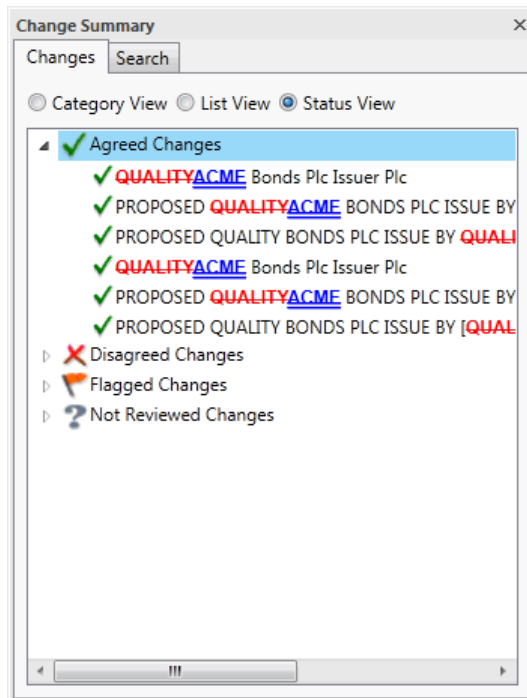 Change Summary
Changes Search
Category View List View Status View
Agreed Changes
QUALITYACME Bonds Plc Issuer Plc
PROPOSED QUALITYACME BONDS PLC ISSUE BY
PROPOSED QUALITY BONDS PLC ISSUE BY QUALI
QUALITYACME Bonds Plc Issuer Plc
PROPOSED QUALITYACME BONDS PLC ISSUE BY
PROPOSED QUALITY BONDS PLC ISSUE BY [QUAL
Disagreed Changes
Flagged Changes
Not Reviewed Changes